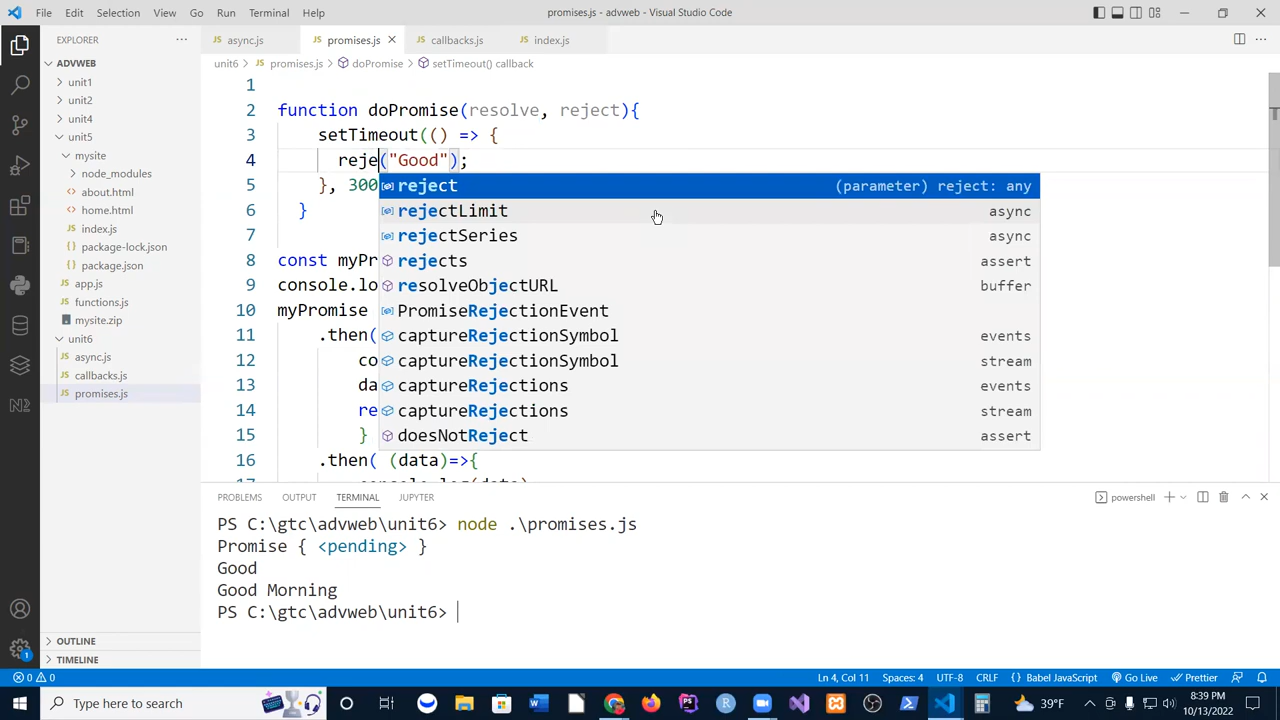 File Edit Selection View Go Run Terminal Help promises.js - advweb - Visual Studio Code
EXPLORER ··· async.js promises.js callbacks.js index.js
ADVWEB unit6 > promises.js > doPromise > setTimeout() callback
unit1
unit2
unit4
unit5
mysite
node_modules
about.html
home.html
index.js
package-lock.json
package.json
app.js
functions.js
mysite.zip
unit6
async.js
callbacks.js
promises.js
OUTLINE
TIMELINE
1
2 function doPromise(resolve, reject){
3 setTimeout(() => {
4 reje("Good");
5 }, 300
6 }
7
8 const myPr
9 console.lo
10 myPromise
11 .then(
12 co
13 da
14 re
15 }
16 .then( (data)=>{
reject (parameter) reject: any
rejectLimit async
rejectSeries async
rejects assert
resolveObjectURL buffer
PromiseRejectionEvent
captureRejectionSymbol events
captureRejectionSymbol stream
captureRejections events
captureRejections stream
doesNotReject assert
PROBLEMS OUTPUT TERMINAL JUPYTER powershell
PS C:\gtc\advweb\unit6> node .\promises.js
Promise { <pending> }
Good
Good Morning
PS C:\gtc\advweb\unit6>
0 0 Ln 4, Col 11 Spaces: 4 UTF-8 CRLF {} Babel JavaScript Go Live Prettier
Type here to search 39°F 8:39 PM
10/13/2022